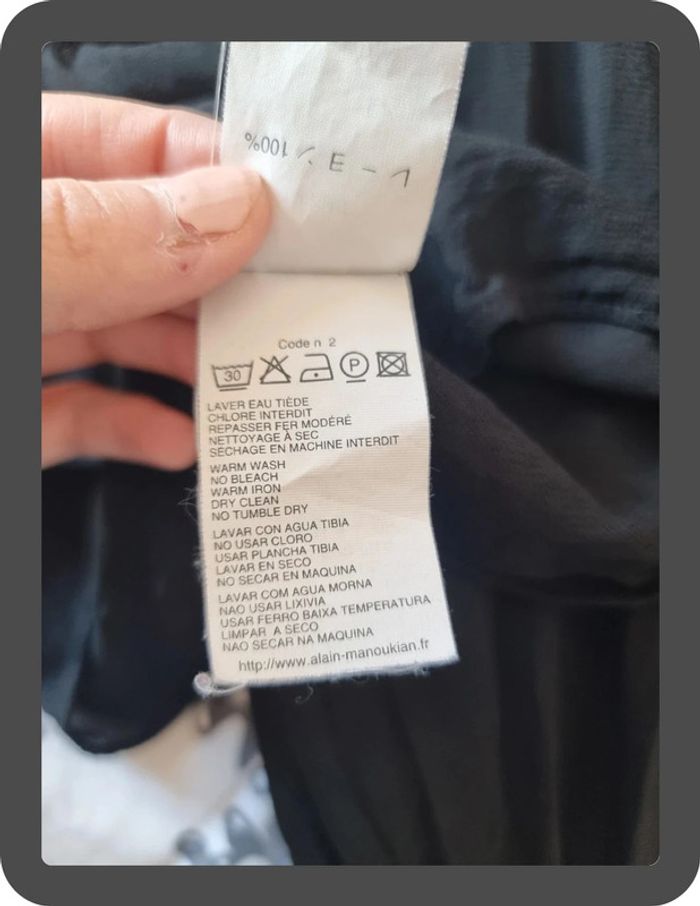 100%
Code n 2
30
P
LAVER EAU TIÈDE
CHLORE INTERDIT
REPASSER FER MODÉRÉ
NETTOYAGE À SEC
SECHAGE EN MACHINE INTERDIT
WARM WASH
NO BLEACH
WARM IRON
DRY CLEAN
NO TUMBLE DRY
LAVAR CON AGUA TIBIA
NO USAR CLORO
USAR PLANCHA TIBIA
LAVAR EN SECO
NO SECAR EN MAQUINA
LAVAR COM AGUA MORNA
NAO USAR LIXIVIA
USAR FERRO BAIXA TEMPERATURA
LIMPAR A SECO
NAO SECAR NA MAQUINA
http://www.alain-manoukian.fr